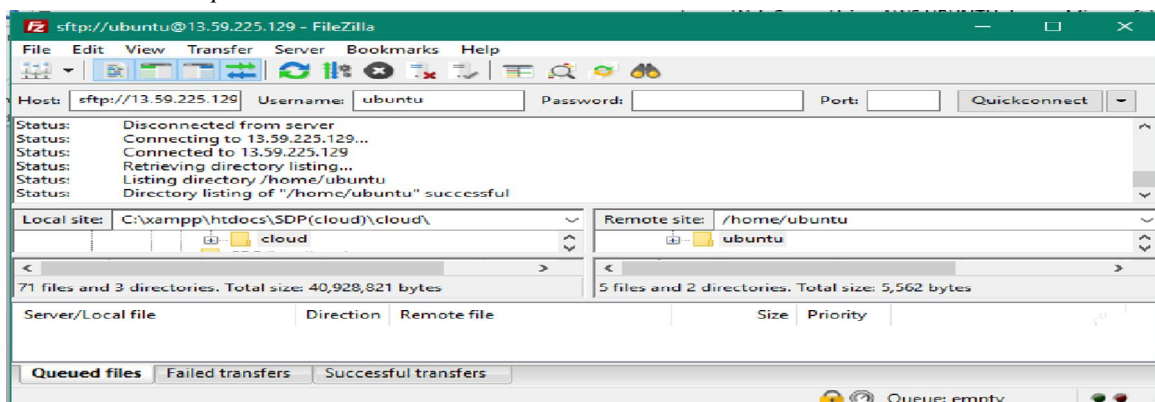 sftp://ubuntu@13.59.225.129 - FileZilla
File Edit View Transfer Server Bookmarks Help
Host: sftp://13.59.225.129 Username: ubuntu Password: Port: Quickconnect
Status: Disconnected from server
Status: Connecting to 13.59.225.129...
Status: Connected to 13.59.225.129
Status: Retrieving directory listing...
Status: Listing directory /home/ubuntu
Status: Directory listing of "/home/ubuntu" successful
Local site: C:\xampp\htdocs\SDP(cloud)\cloud\ Remote site: /home/ubuntu
cloud ubuntu
71 files and 3 directories. Total size: 40,928,821 bytes 5 files and 2 directories. Total size: 5,562 bytes
Server/Local file Direction Remote file Size Priority
Queued files Failed transfers Successful transfers
Queue: empty